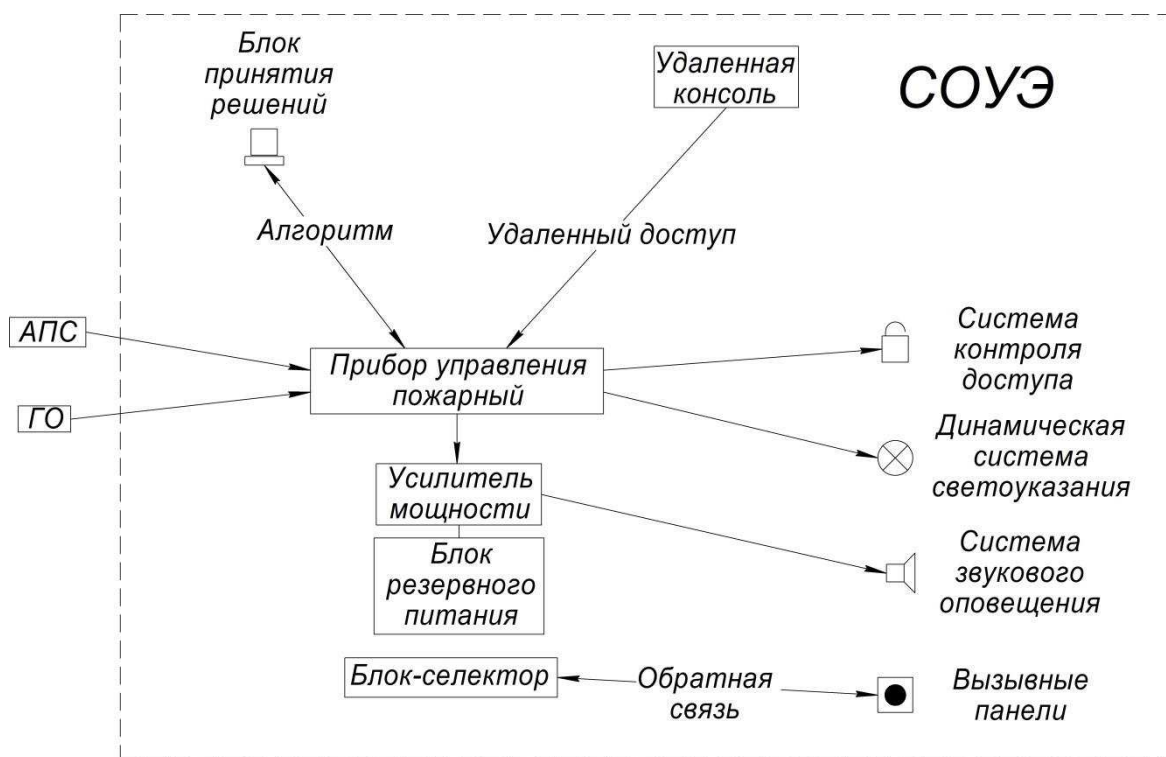 Блок
принятия
решений
Удаленная
консоль
СОУЭ
Алгоритм
Удаленный доступ
АПС
ГО
Прибор управления
пожарный
Система
контроля
доступа
Динамическая
система
светоуказания
Усилитель
мощности
Блок
резервного
питания
Система
звукового
оповещения
Блок-селектор
Обратная
связь
Вызывные
панели